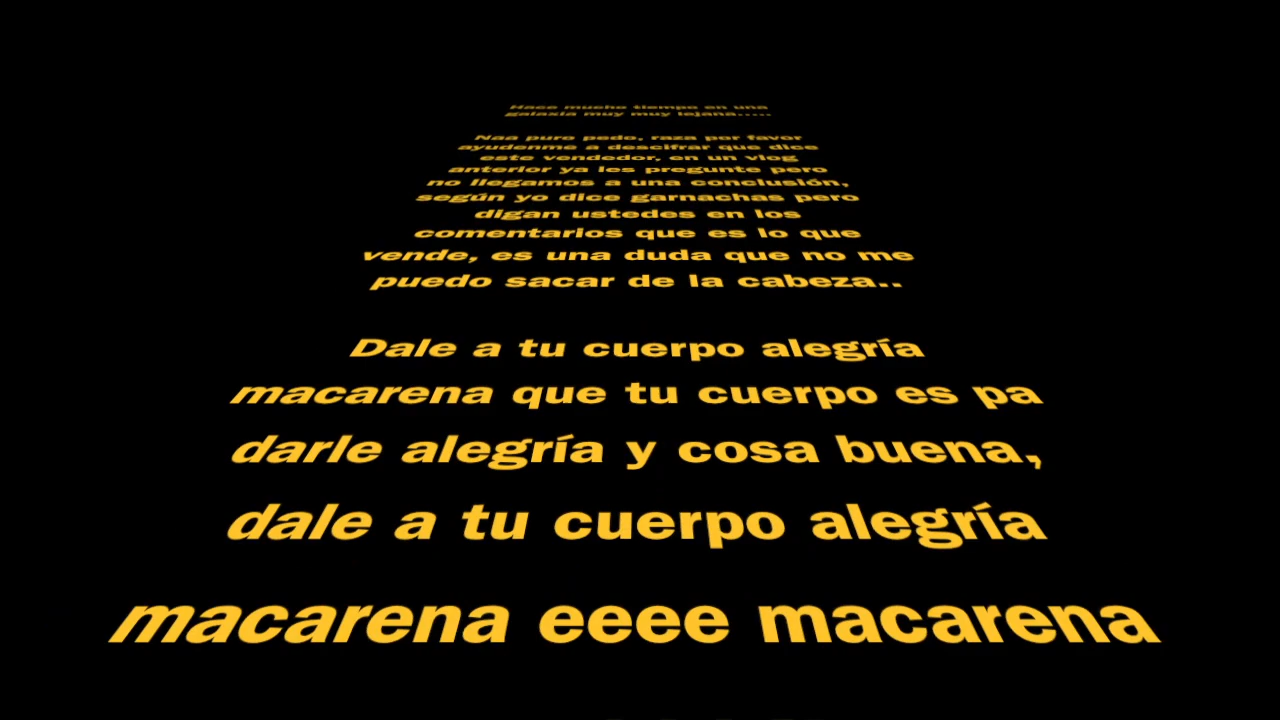 Hace mucho tiempo en una
galaxia muy muy lejana.....
Naa puro pedo, raza por favor
ayudenme a descifrar que dice
este vendedor, en un vlog
anterior ya les pregunte pero
no llegamos a una conclusión,
según yo dice garnachas pero
digan ustedes en los
comentarios que es lo que
vende, es una duda que no me
puedo sacar de la cabeza..
Dale a tu cuerpo alegría
macarena que tu cuerpo es pa
darle alegría y cosa buena,
dale a tu cuerpo alegría
macarena eeee macarena